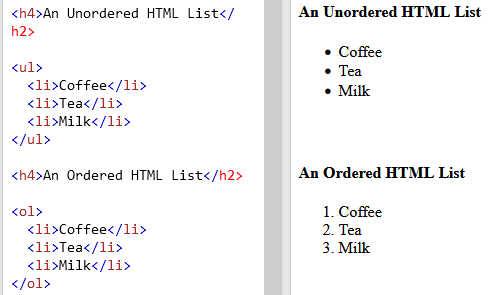 <h4>An Unordered HTML List</
h2>
<ul>
<li>Coffee</li>
<li>Tea</li>
<li>Milk</li>
</ul>
<h4>An Ordered HTML List</h2>
<ol>
<li>Coffee</li>
<li>Tea</li>
<li>Milk</li>
</ol>
An Unordered HTML List
• Coffee
• Tea
• Milk
An Ordered HTML List
1. Coffee
2. Tea
3. Milk